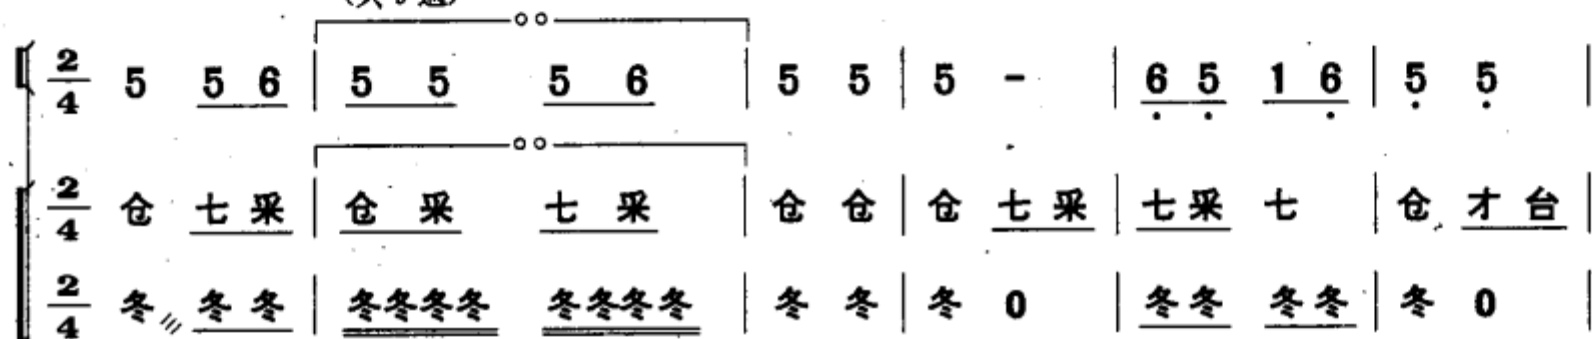 2/4 5 5 6 | 5 5 5 6 | 5 5 | 5 - | 6̣ 5̣ 1 6̣ | 5̣ 5̣ |
2/4 仓 七 采 | 仓 采 七 采 | 仓 仓 | 仓 七 采 | 七 采 七 | 仓 才 台 |
2/4 冬 冬 冬 | 冬 冬 冬 冬 冬 冬 冬 冬 | 冬 冬 | 冬 0 | 冬 冬 冬 冬 | 冬 0 |